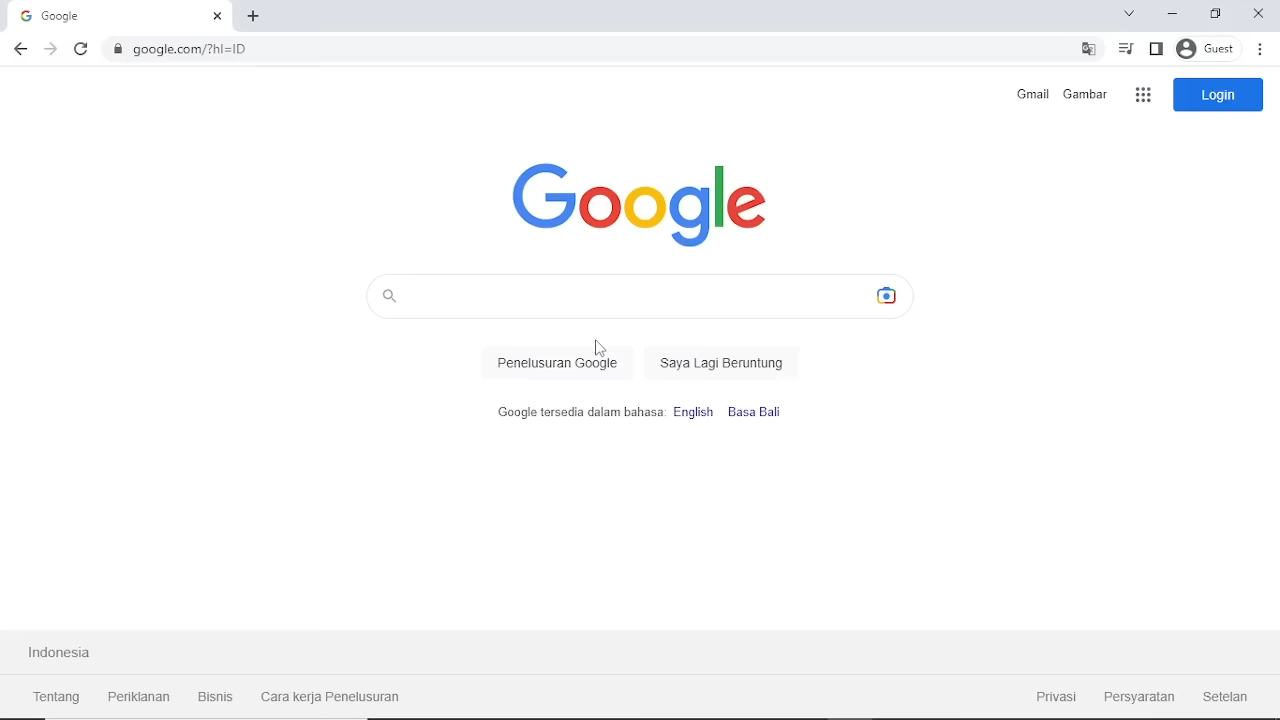 Google
google.com/?hl=ID
Guest
Gmail Gambar Login
Google
Penelusuran Google Saya Lagi Beruntung
Google tersedia dalam bahasa: English Basa Bali
Indonesia
Tentang Periklanan Bisnis Cara kerja Penelusuran Privasi Persyaratan Setelan